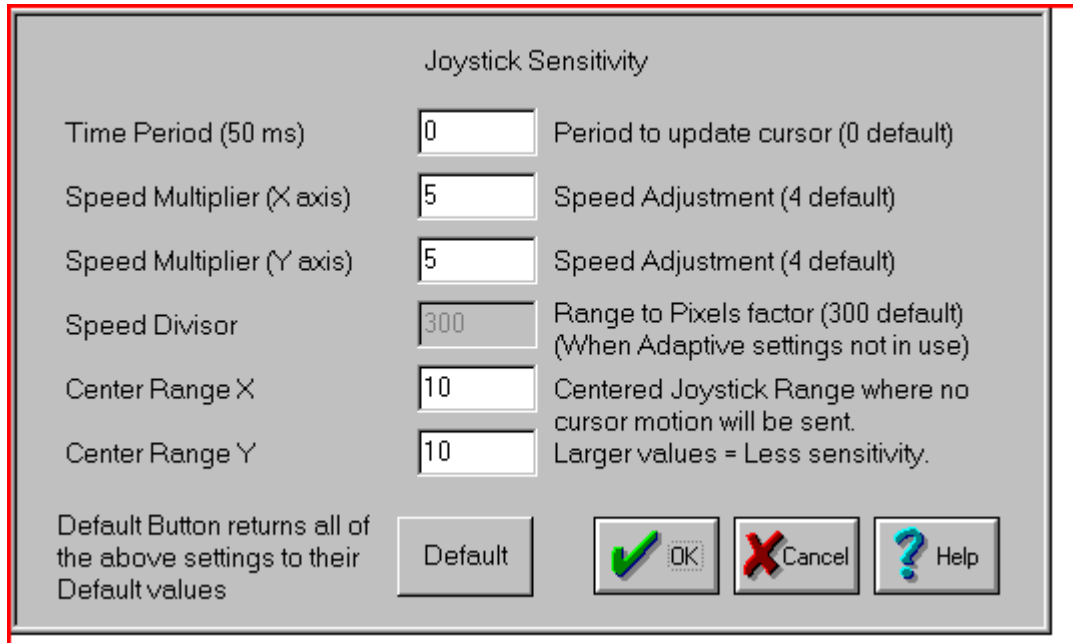 Joystick Sensitivity
Time Period (50 ms) 0 Period to update cursor (0 default)
Speed Multiplier (X axis) 5 Speed Adjustment (4 default)
Speed Multiplier (Y axis) 5 Speed Adjustment (4 default)
Speed Divisor 300 Range to Pixels factor (300 default)
(When Adaptive settings not in use)
Center Range X 10 Centered Joystick Range where no
cursor motion will be sent.
Center Range Y 10 Larger values = Less sensitivity.
Default Button returns all of
the above settings to their
Default values
Default OK Cancel Help